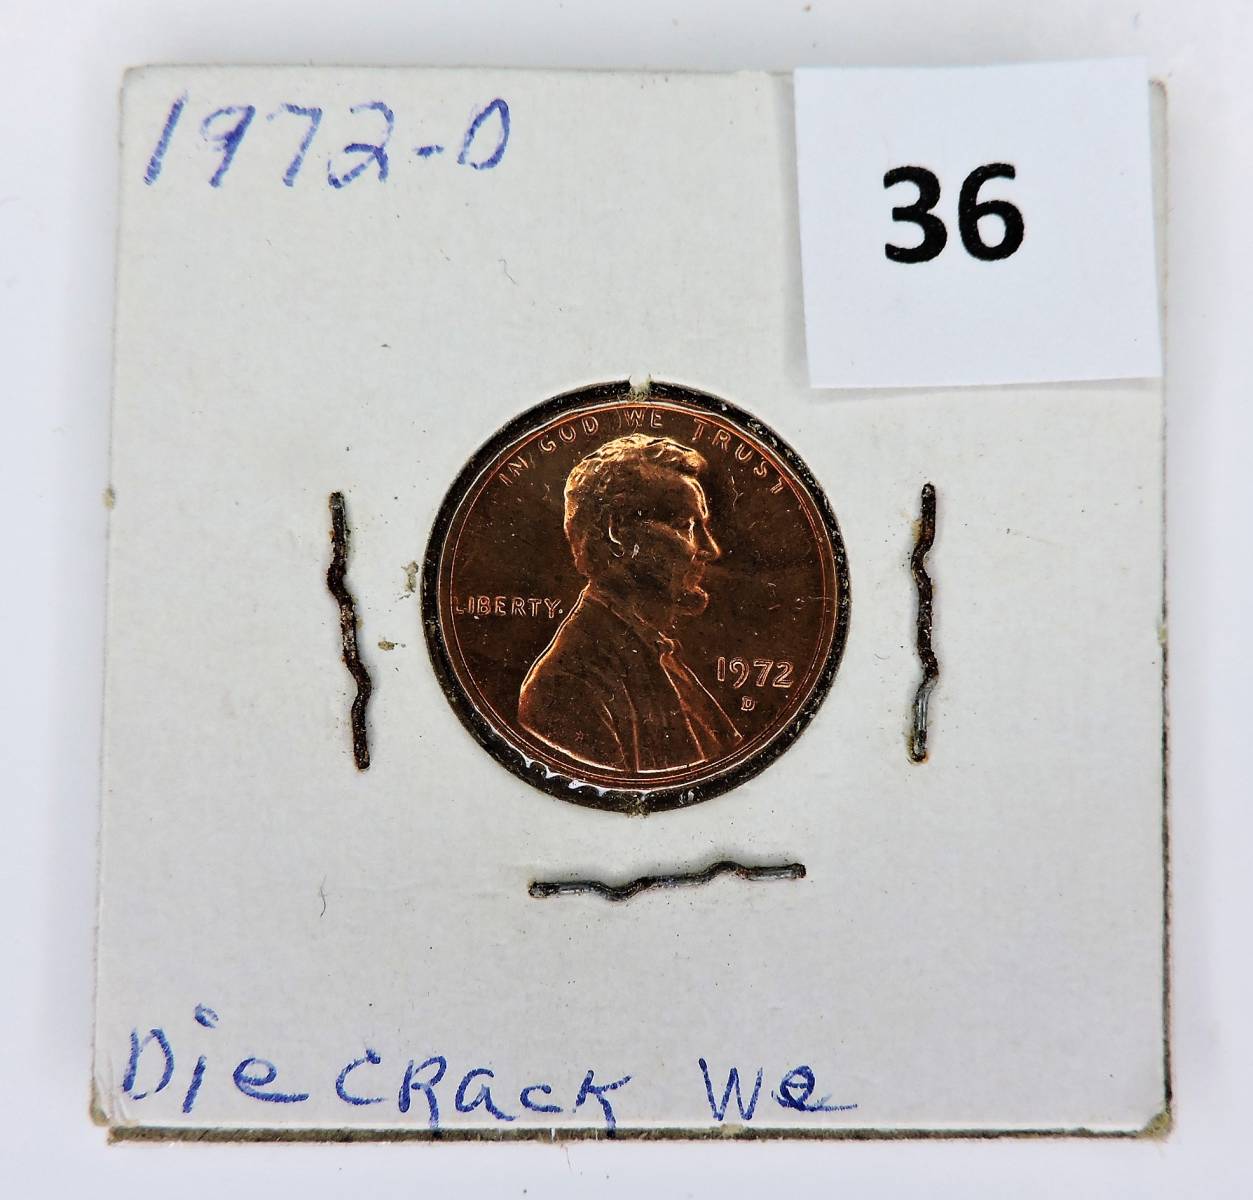 1972-D
36
IN GOD WE TRUST
LIBERTY
1972
D
Die CRack We